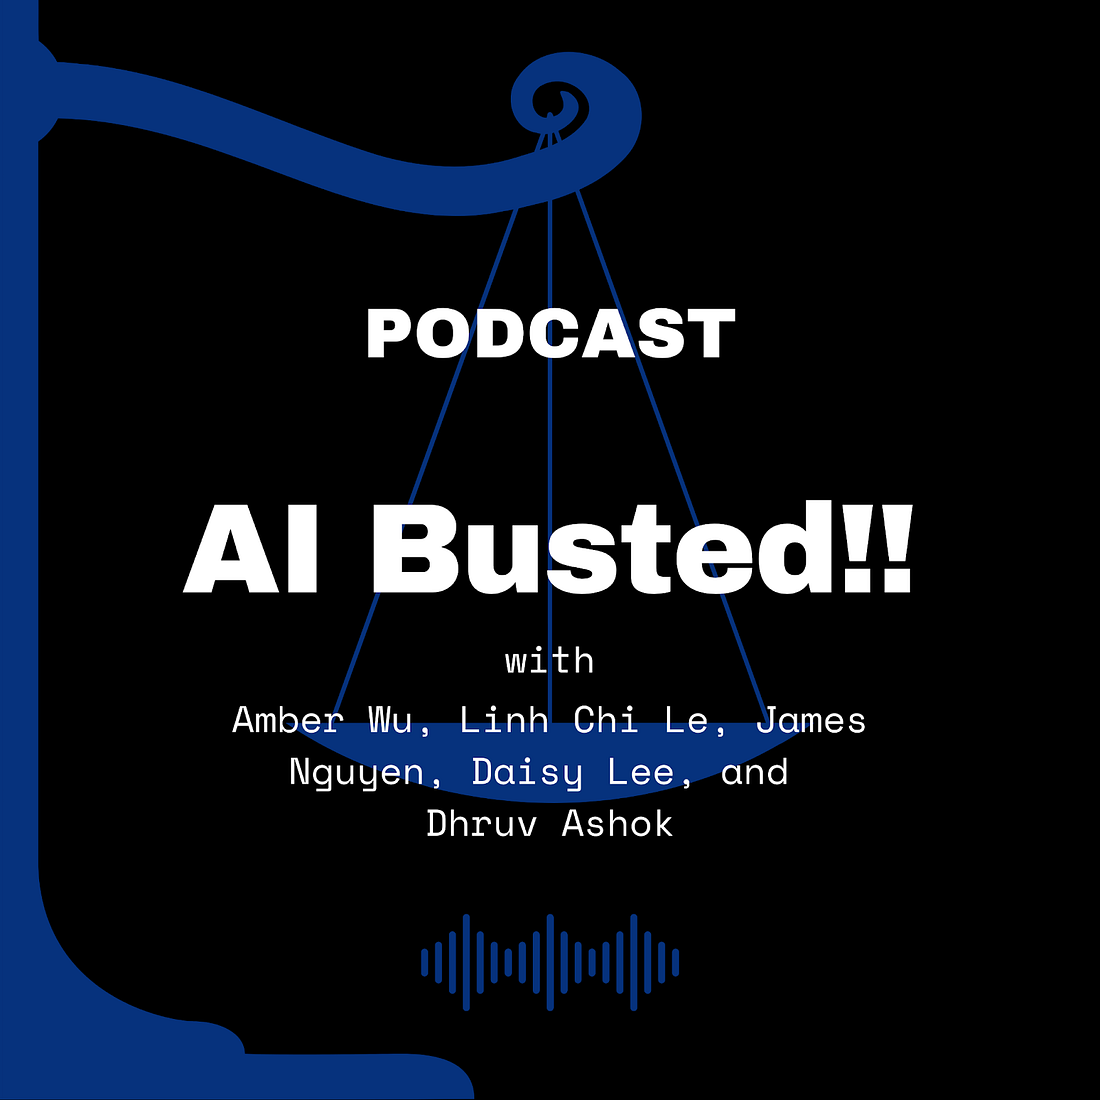 PODCAST
AI Busted!!
with
Amber Wu, Linh Chi Le, James
Nguyen, Daisy Lee, and
Dhruv Ashok